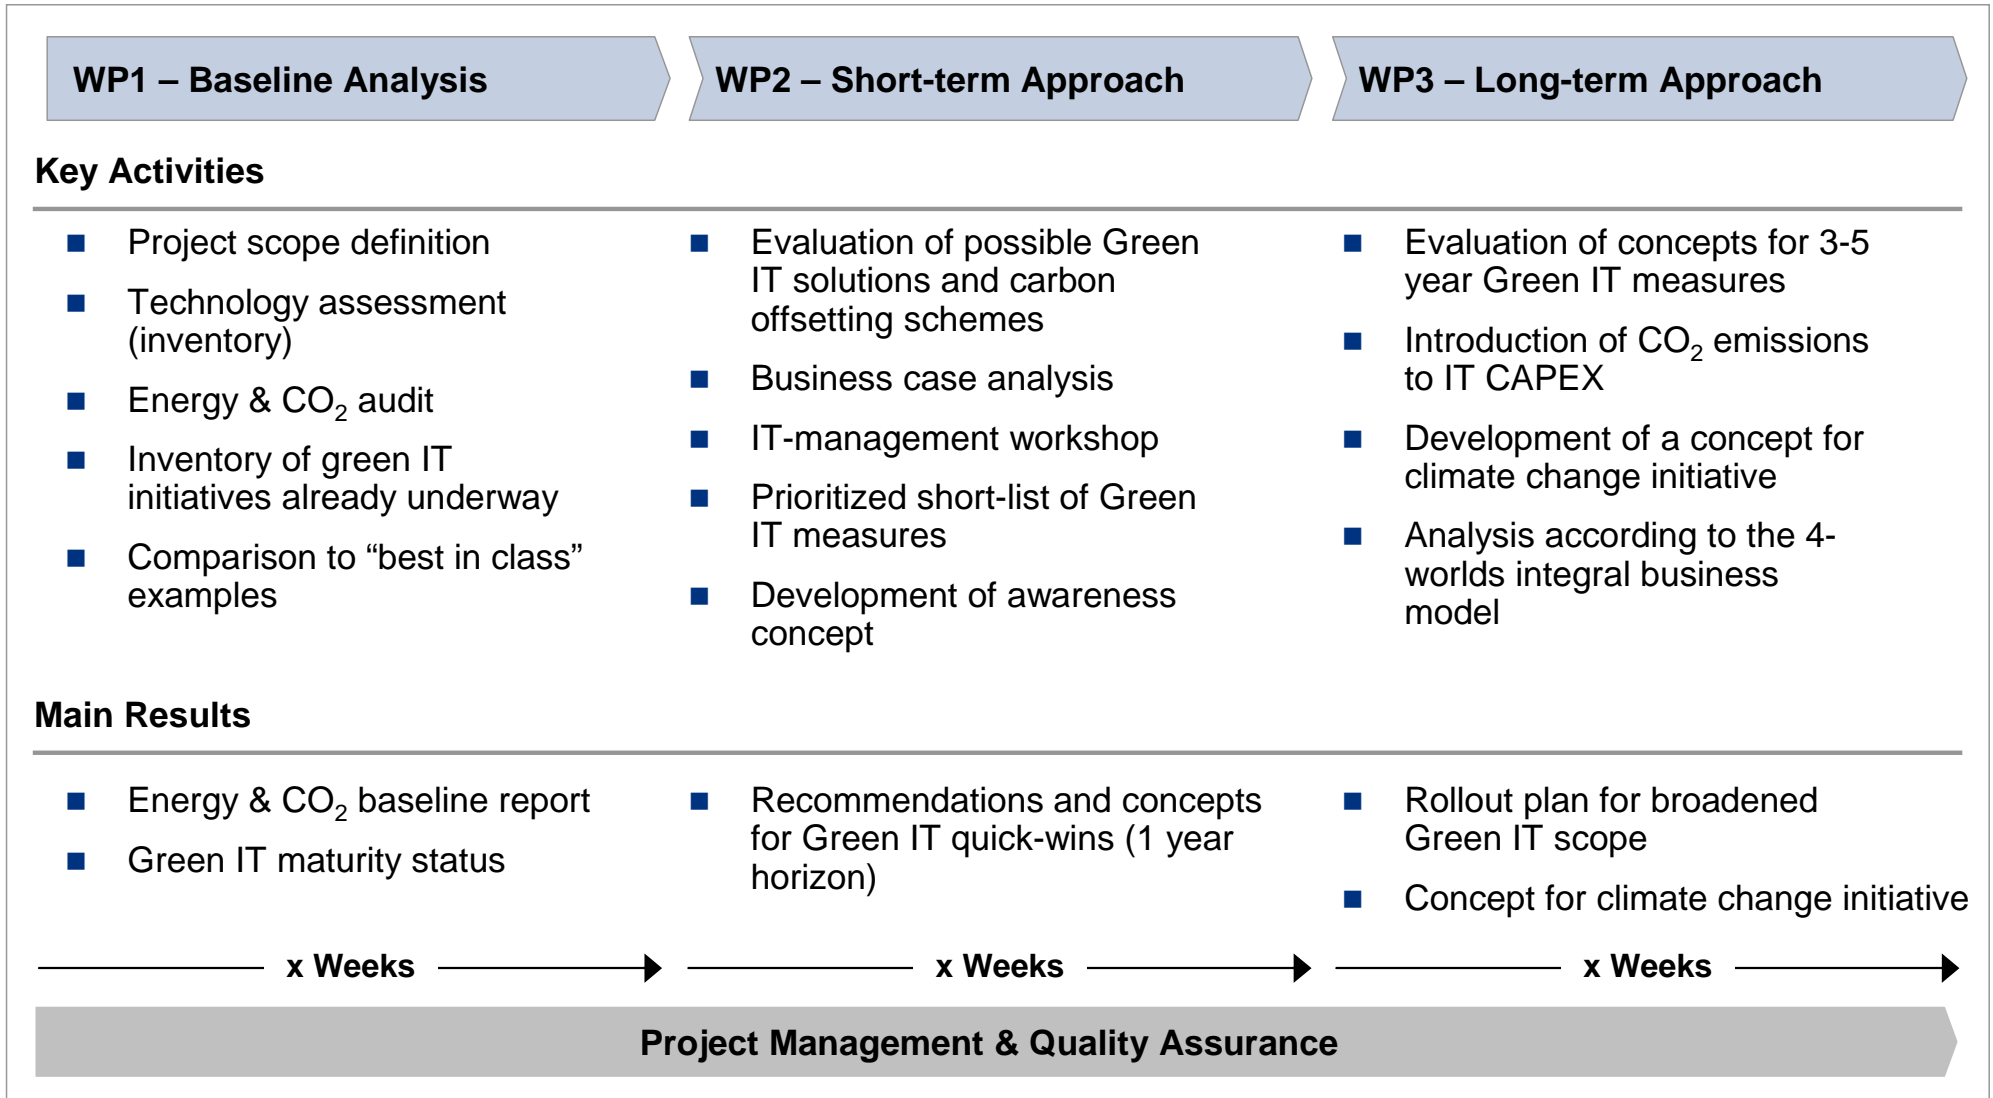 WP1 – Baseline Analysis
WP2 – Short-term Approach
WP3 – Long-term Approach
Key Activities
■ Project scope definition
■ Technology assessment
(inventory)
■ Energy & CO₂ audit
■ Inventory of green IT
initiatives already underway
■ Comparison to “best in class”
examples
■ Evaluation of possible Green
IT solutions and carbon
offsetting schemes
■ Business case analysis
■ IT-management workshop
■ Prioritized short-list of Green
IT measures
■ Development of awareness
concept
■ Evaluation of concepts for 3-5
year Green IT measures
■ Introduction of CO₂ emissions
to IT CAPEX
■ Development of a concept for
climate change initiative
■ Analysis according to the 4-
worlds integral business
model
Main Results
■ Energy & CO₂ baseline report
■ Green IT maturity status
■ Recommendations and concepts
for Green IT quick-wins (1 year
horizon)
■ Rollout plan for broadened
Green IT scope
■ Concept for climate change initiative
x Weeks
x Weeks
x Weeks
Project Management & Quality Assurance